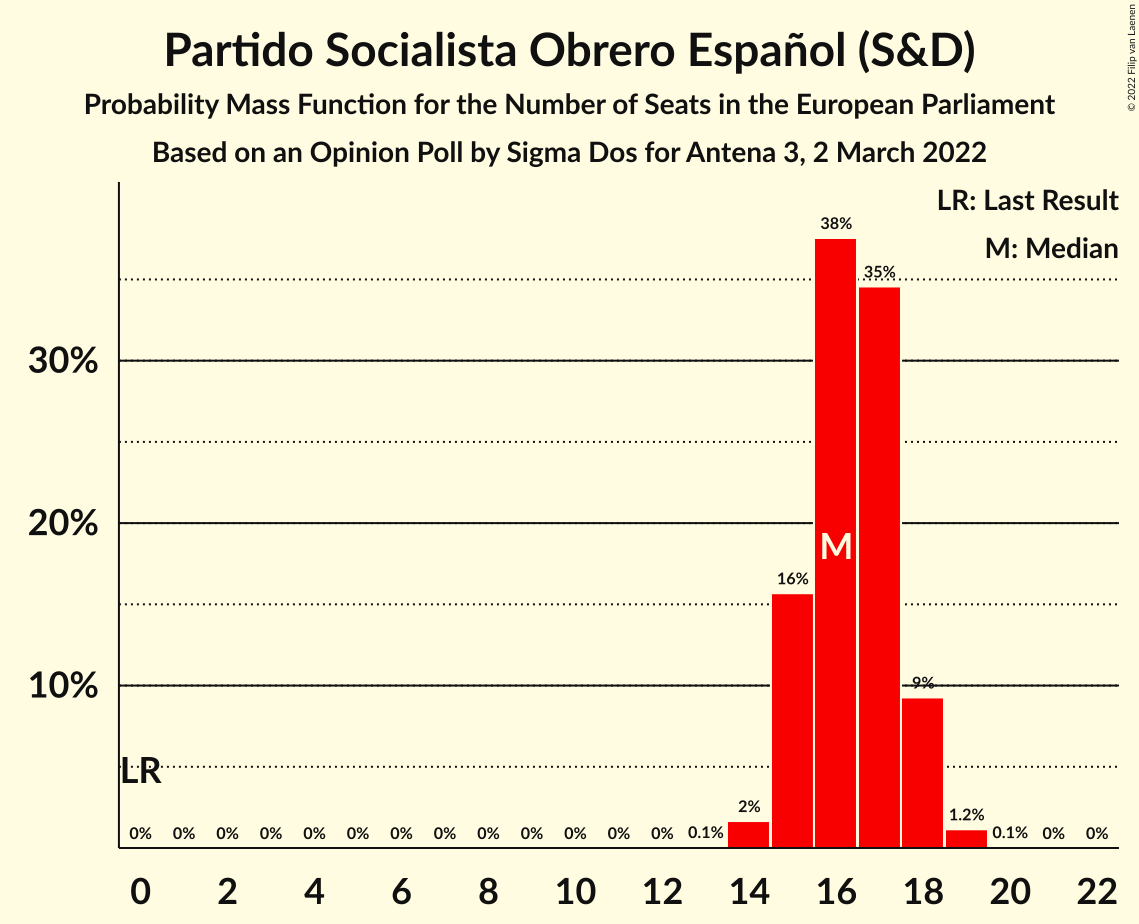 Partido Socialista Obrero Español (S&D)
Probability Mass Function for the Number of Seats in the European Parliament
Based on an Opinion Poll by Sigma Dos for Antena 3, 2 March 2022
© 2022 Filip van Laenen
LR: Last Result
M: Median
38%
35%
30%
20%
M
16%
10%
9%
LR
0% 0% 0% 0% 0% 0% 0% 0% 0% 0% 0% 0% 0% 0.1% 2% 1.2% 0.1% 0% 0%
0 2 4 6 8 10 12 14 16 18 20 22